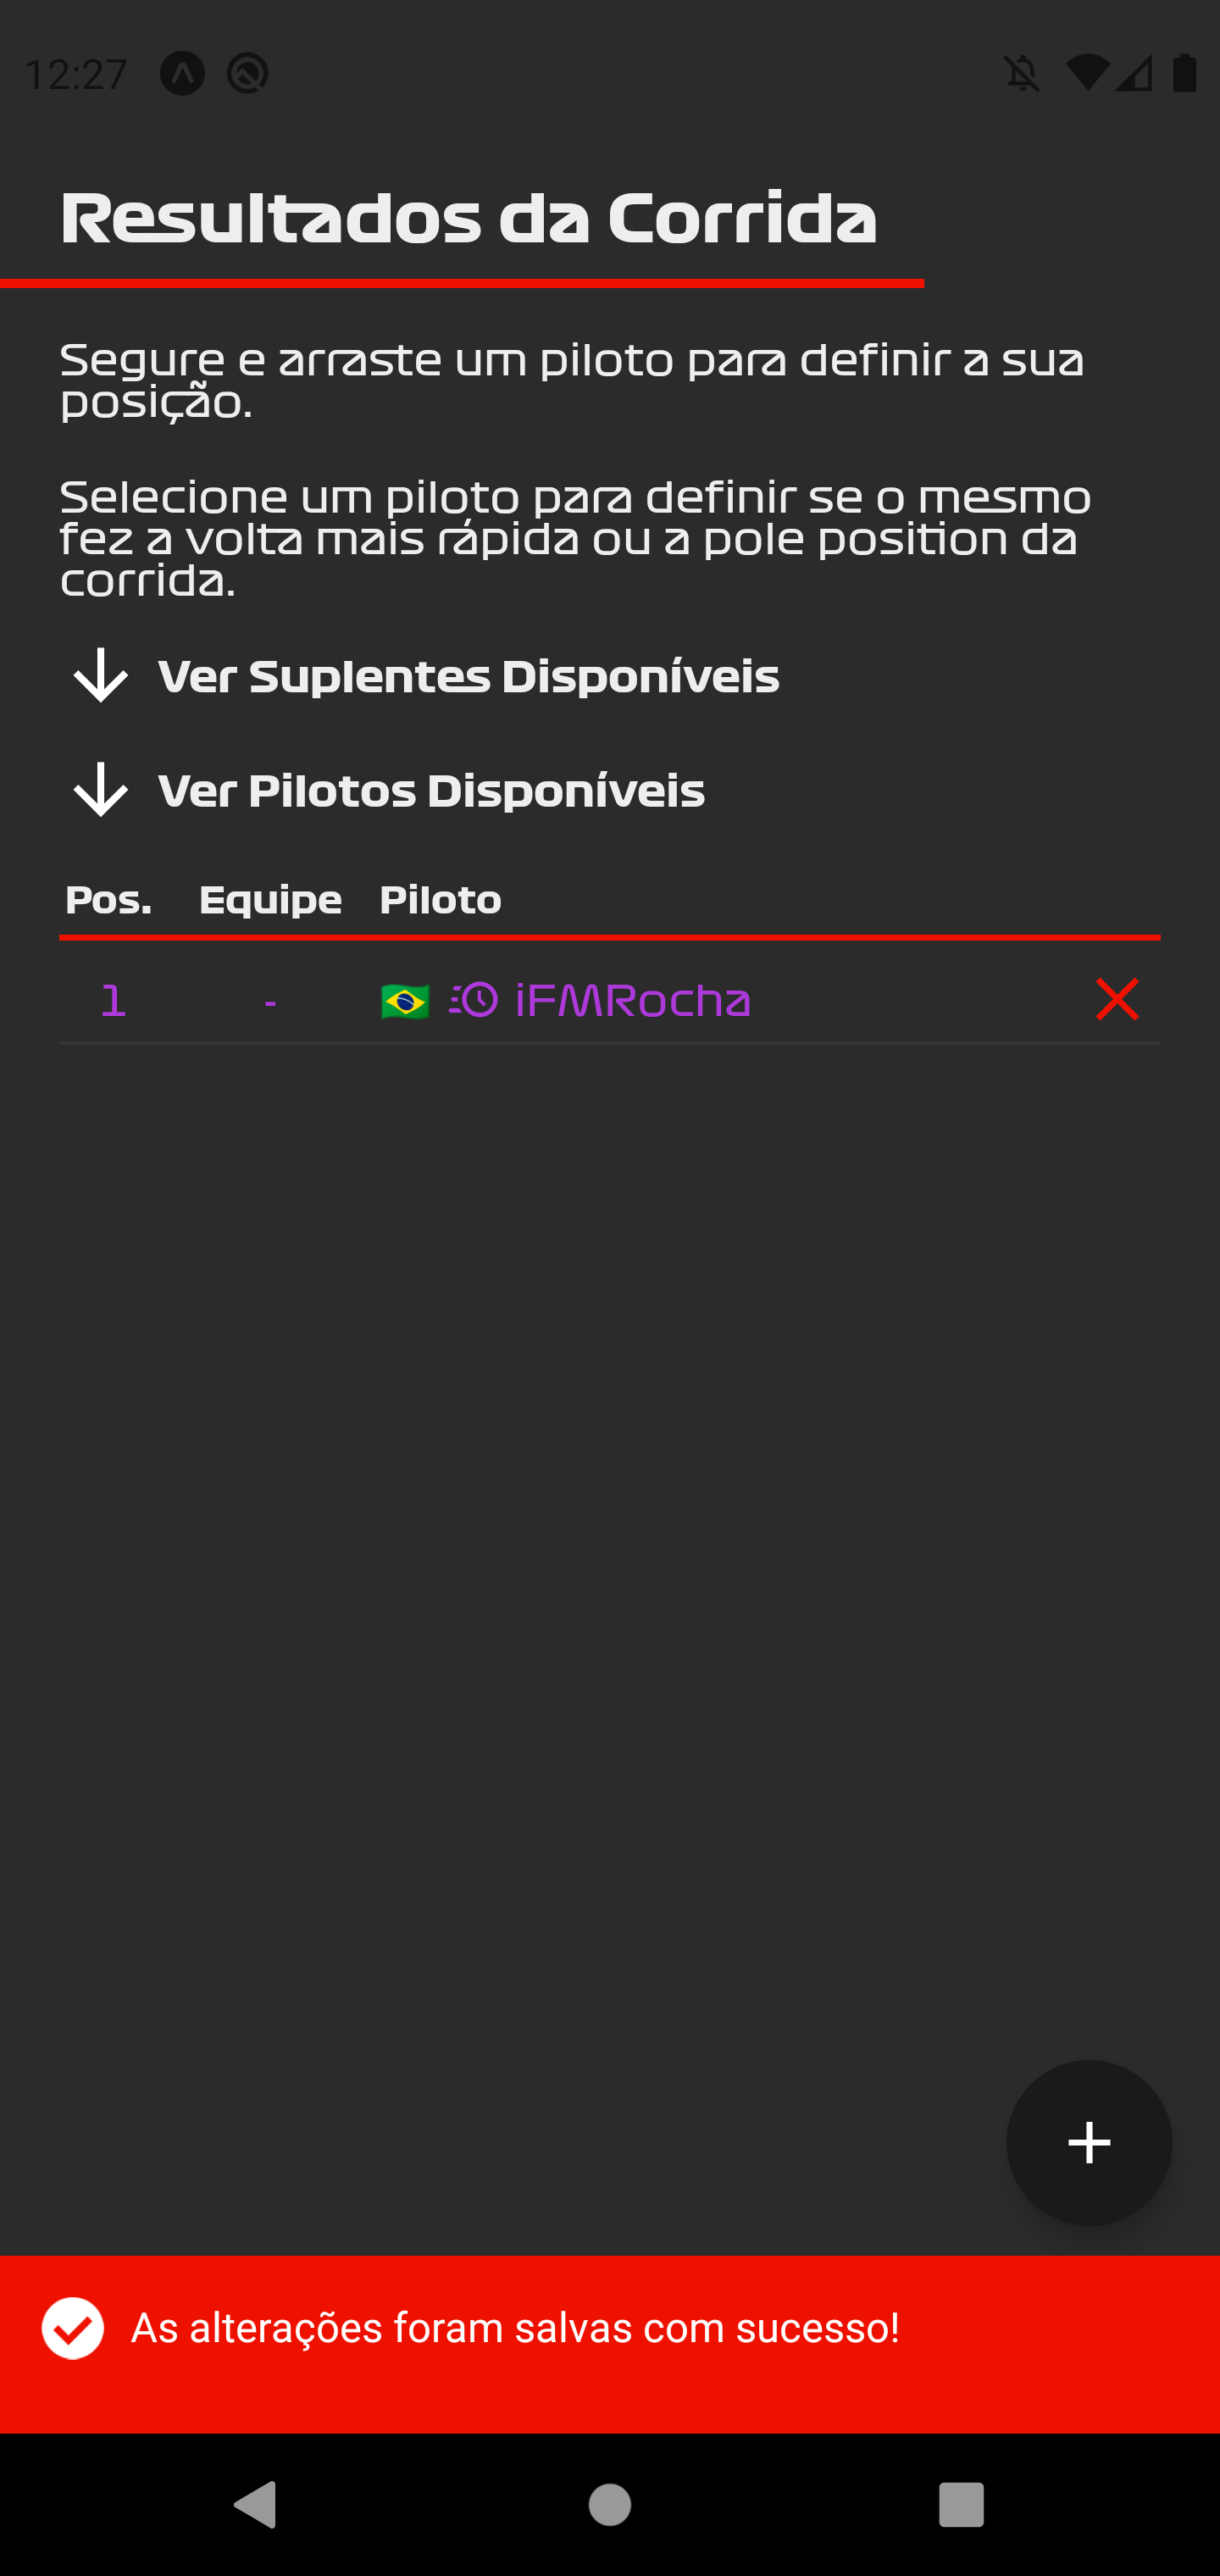 12:27
Resultados da Corrida
Segure e arraste um piloto para definir a sua
posição.
Selecione um piloto para definir se o mesmo
fez a volta mais rápida ou a pole position da
corrida.
Ver Suplentes Disponíveis
Ver Pilotos Disponíveis
Pos. Equipe Piloto
1 - iFMRocha
As alterações foram salvas com sucesso!